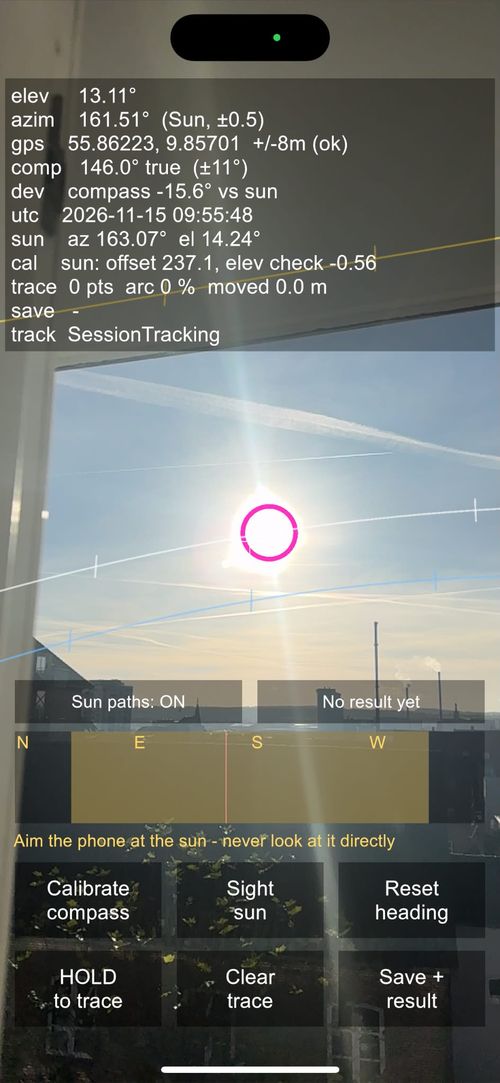 elev 13.11°
azim 161.51° (Sun, ±0.5)
gps 55.86223, 9.85701 +/-8m (ok)
comp 146.0° true (±11°)
dev compass -15.6° vs sun
utc 2026-11-15 09:55:48
sun az 163.07° el 14.24°
cal sun: offset 237.1, elev check -0.56
trace 0 pts arc 0 % moved 0.0 m
save -
track SessionTracking
Sun paths: ON
No result yet
N E S W
Aim the phone at the sun - never look at it directly
Calibrate
compass
Sight
sun
Reset
heading
HOLD
to trace
Clear
trace
Save +
result